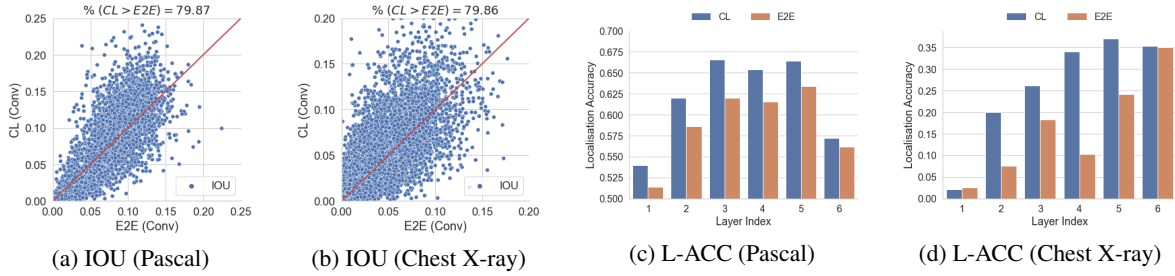 % (CL > E2E) = 79.87
0.25
0.20
0.15
0.10
0.05
0.00
CL (Conv)
IOU
0.00 0.05 0.10 0.15 0.20 0.25
E2E (Conv)
(a) IOU (Pascal)
% (CL > E2E) = 79.86
0.20
0.15
0.10
0.05
0.00
CL (Conv)
IOU
0.00 0.05 0.10 0.15 0.20
E2E (Conv)
(b) IOU (Chest X-ray)
CL E2E
0.700
0.675
0.650
0.625
0.600
0.575
0.550
0.525
0.500
Localisation Accuracy
1 2 3 4 5 6
Layer Index
(c) L-ACC (Pascal)
CL E2E
0.35
0.30
0.25
0.20
0.15
0.10
0.05
0.00
Localisation Accuracy
1 2 3 4 5 6
Layer Index
(d) L-ACC (Chest X-ray)